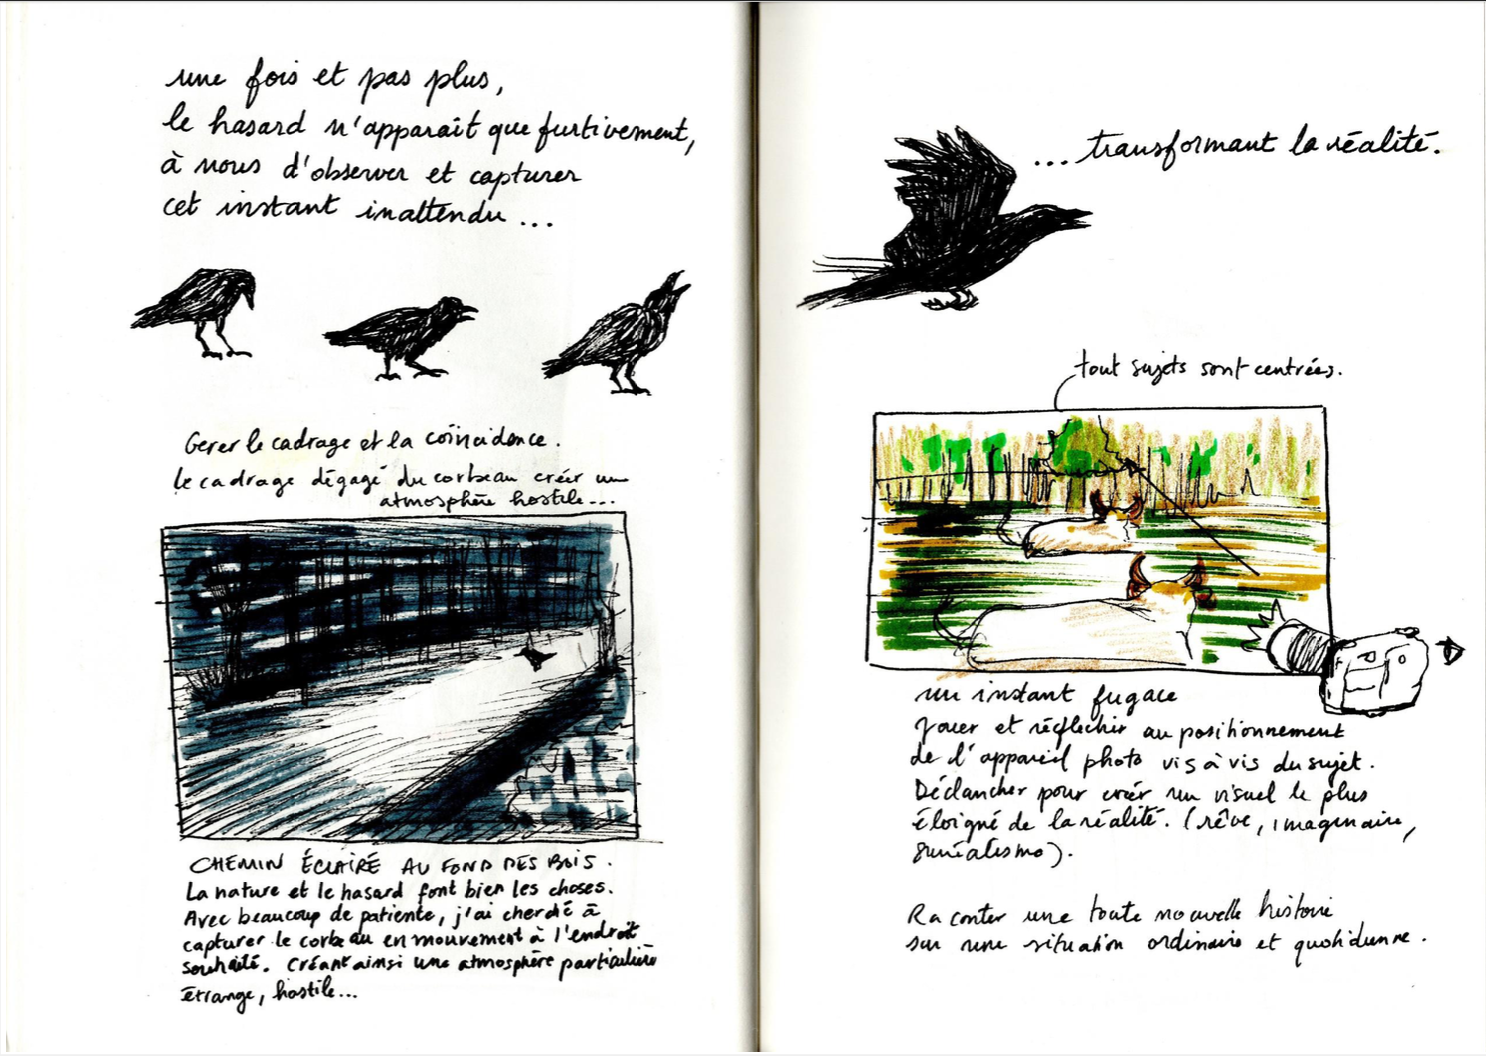 une fois et pas plus,
le hasard n'apparaît que furtivement,
à nous d'observer et capturer
cet instant inattendu ...
Gerer le cadrage et la coïncidence.
le cadrage dégagé du corbeau créer une
atmosphère hostile...
CHEMIN ÉCLAIRÉ AU FOND DES BOIS.
La nature et le hasard font bien les choses.
Avec beaucoup de patiente, j'ai cherché à
capturer le corbeau en mouvement à l'endroit
souhaité. Créant ainsi une atmosphère particulière
étrange, hostile...
... transformant la réalité.
tout sujets sont centrées.
un instant fugace
Jouer et réflechir au positionnement
de l'appareil photo vis à vis du sujet.
Déclancher pour créer un visuel le plus
éloigné de la réalité. (rêve, imaginaire,
suréalismo).
Raconter une toute nouvelle histoire
sur une situation ordinaire et quotidienne.